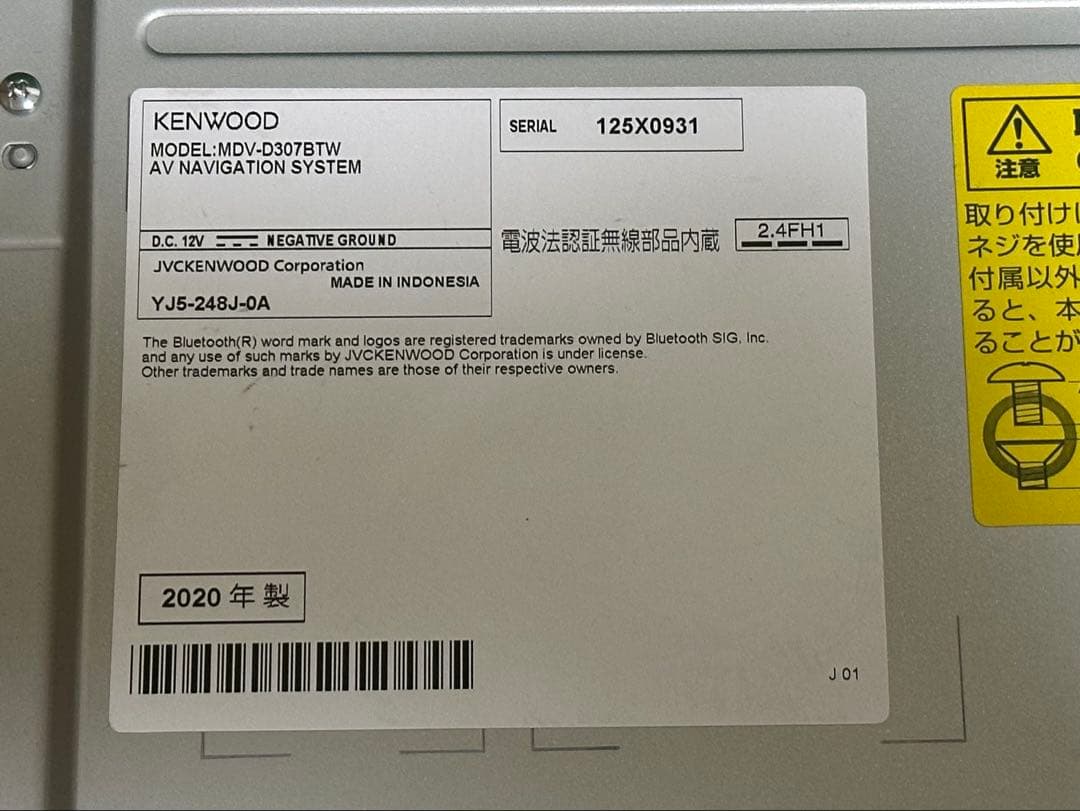 KENWOOD
MODEL:MDV-D307BTW
AV NAVIGATION SYSTEM
D.C. 12V NEGATIVE GROUND
JVCKENWOOD Corporation
MADE IN INDONESIA
YJ5-248J-0A
SERIAL 125X0931
電波法認証無線部品内蔵 2.4FH1
The Bluetooth(R) word mark and logos are registered trademarks owned by Bluetooth SIG, Inc.
and any use of such marks by JVCKENWOOD Corporation is under license.
Other trademarks and trade names are those of their respective owners.
2020 年 製
J 01
注意
取り付け
ネジを使
付属以外
ると、本
ることが